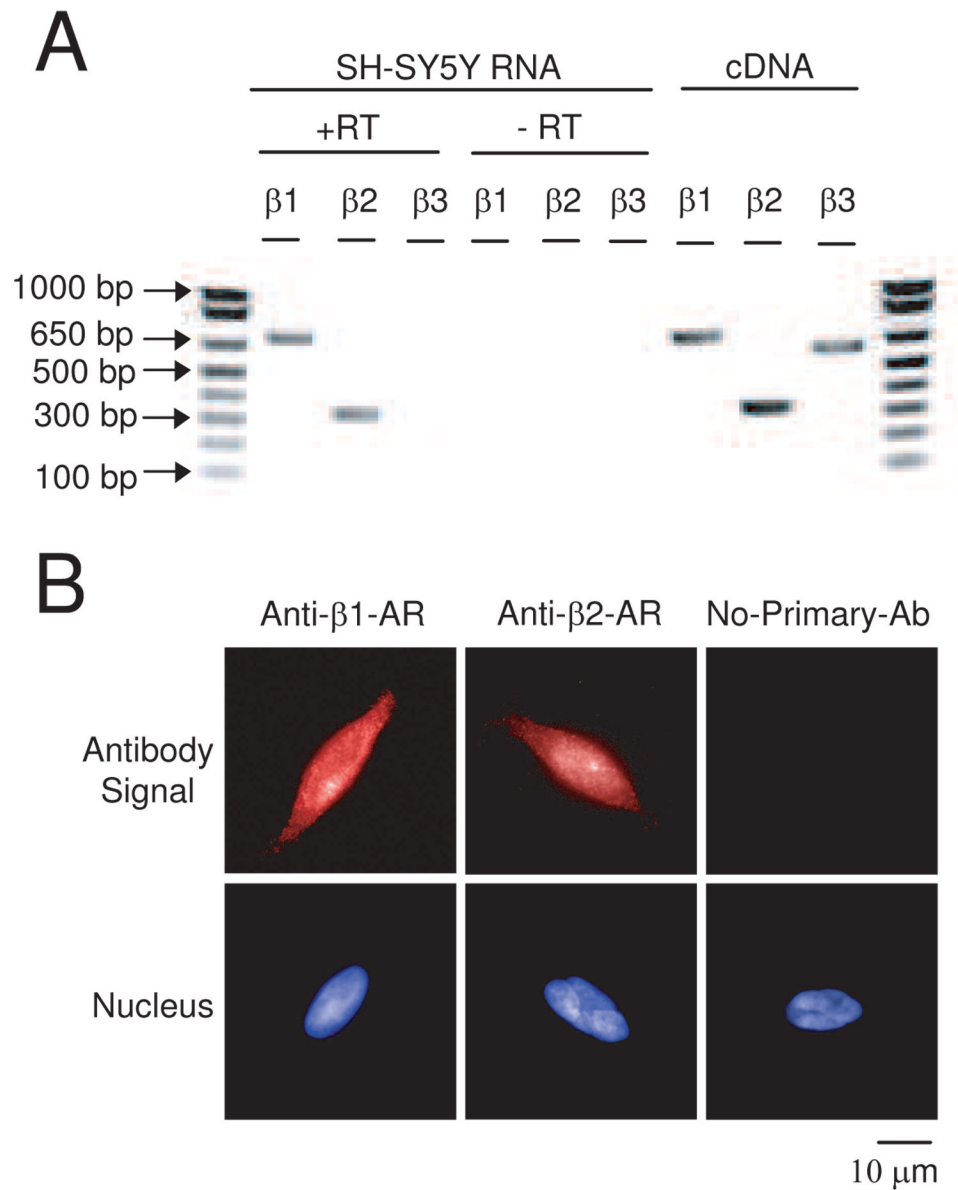 A
SH-SY5Y RNA
cDNA
+RT
- RT
β1 β2 β3 β1 β2 β3 β1 β2 β3
1000 bp
650 bp
500 bp
300 bp
100 bp
B
Anti-β1-AR
Anti-β2-AR
No-Primary-Ab
Antibody
Signal
Nucleus
10 μm